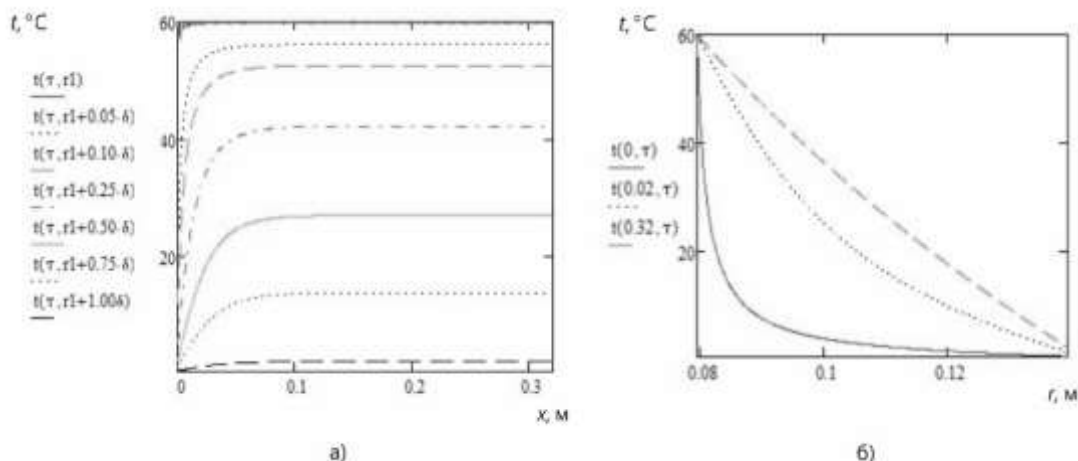 t, °C
60
40
20
t(τ,r1)
t(τ,r1+0.05·δ)
t(τ,r1+0.10·δ)
t(τ,r1+0.25·δ)
t(τ,r1+0.50·δ)
t(τ,r1+0.75·δ)
t(τ,r1+1.00δ)
0
0.1
0.2
0.3
x, м
а)
t, °C
60
40
20
t(0,τ)
t(0.02,τ)
t(0.32,τ)
0.08
0.1
0.12
r, м
б)